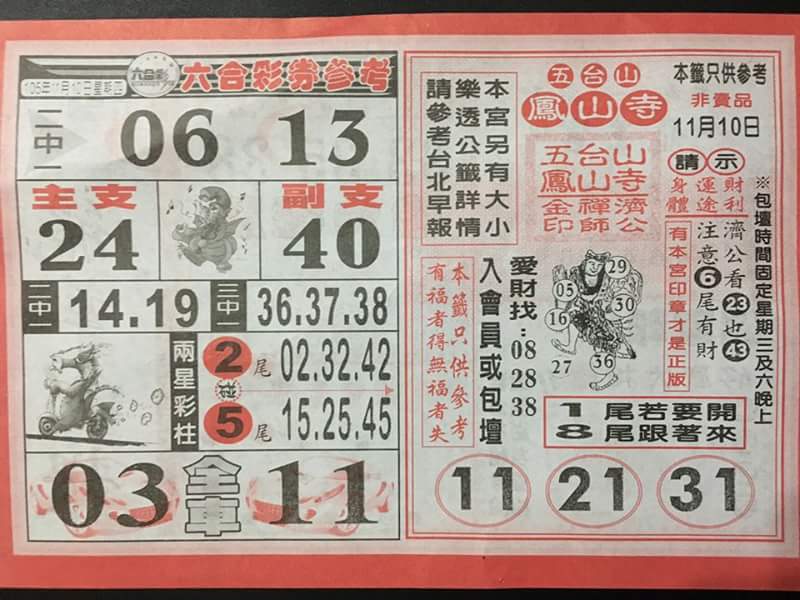 105年11月10日星期四
六合彩
六合彩券參考
二中一
06 13
主支
24
副支
40
二中一
14.19
三中一
36.37.38
兩星彩柱
2尾
02.32.42
5尾
15.25.45
03
全車
11
本宮另有大小
樂透公籤詳情
請參考台北早報
五台山
鳳山寺
本籤只供參考
非賣品
11月10日
五台山
鳳山寺
金禪濟
印師公
請示
財利
運途
身體
※包壇時間固定星期三及六晚上
濟公看23也43
注意6尾有財
有本宮印章才是正版
本籤只供參考
有福者得無福者失
入會員或包壇
愛財找:08 28 38
29
05
30
16
27
36
1尾若要開
8尾跟著來
11 21 31